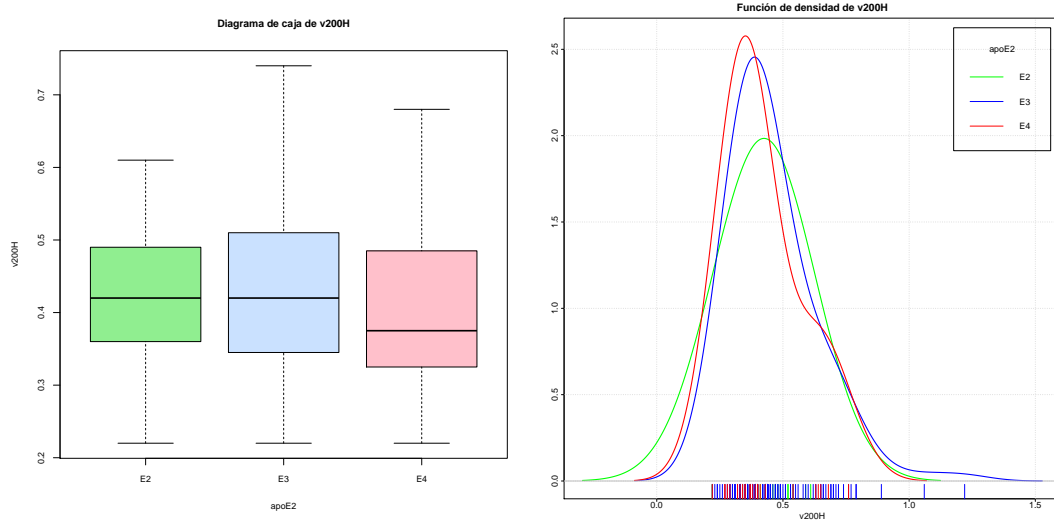 Diagrama de caja de v200H
v200H
0.7
0.6
0.5
0.4
0.3
0.2
E2
E3
E4
apoE2
Función de densidad de v200H
2.5
2.0
1.5
1.0
0.5
0.0
apoE2
E2
E3
E4
0.0
0.5
1.0
1.5
v200H